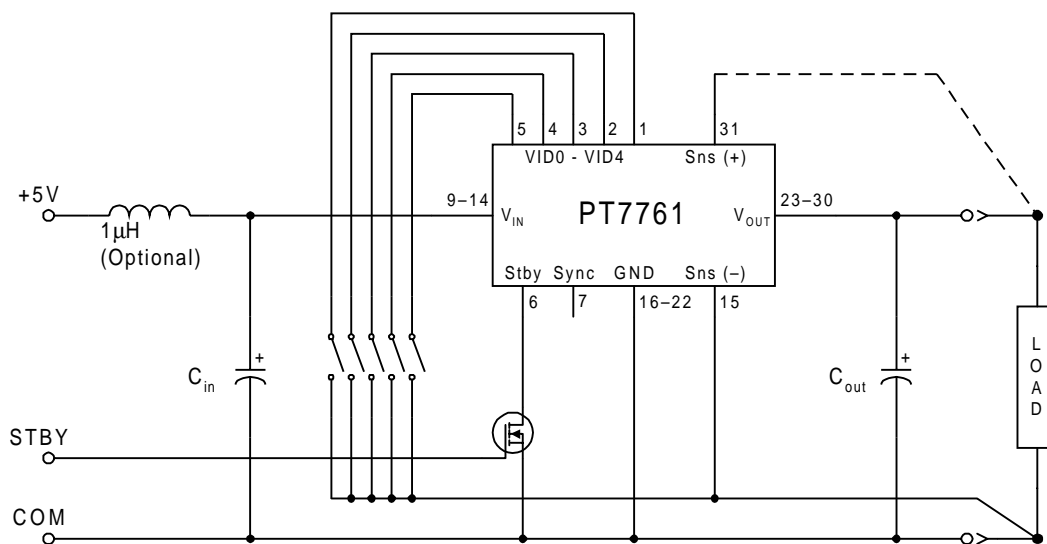 5 4 3 2 1 31
VID0 - VID4 Sns (+)
+5V
1μH
(Optional)
9–14
V_IN
PT7761
V_OUT
23–30
Stby Sync GND Sns (–)
6 7 16–22 15
+
C_in
+
C_out
LOAD
STBY
COM